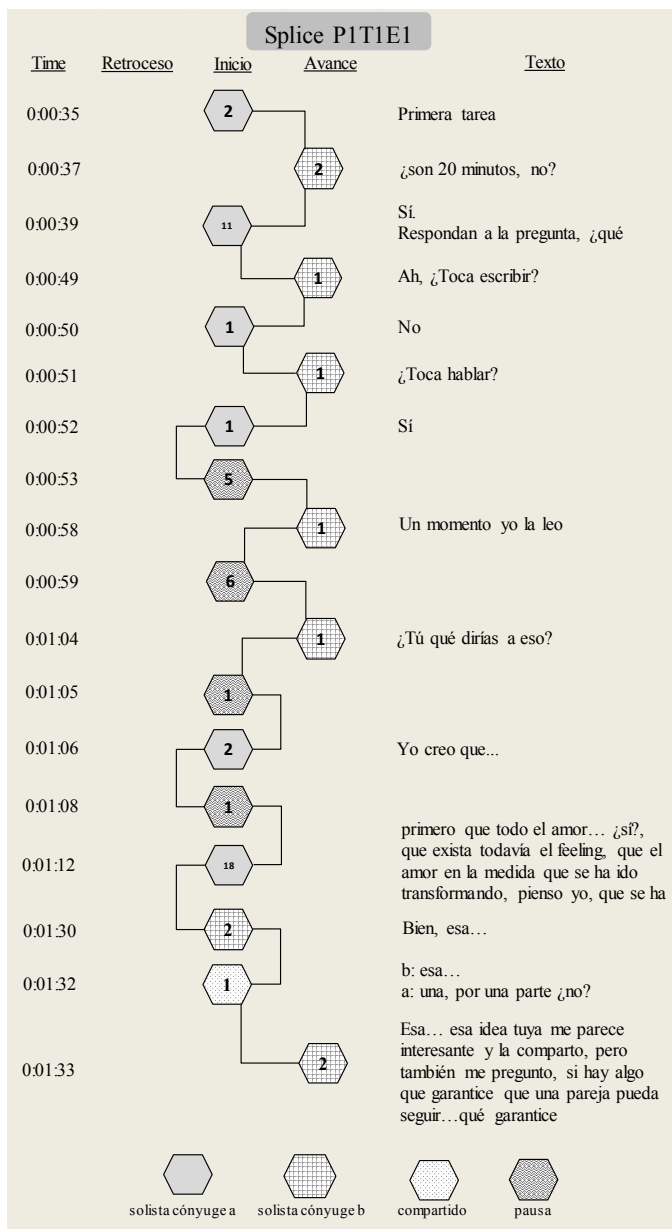 Splice P1T1E1
Time Retroceso Inicio Avance Texto
0:00:35 2 Primera tarea
0:00:37 2 ¿son 20 minutos, no?
Sí.
0:00:39 11 Respondan a la pregunta, ¿qué
0:00:49 1 Ah, ¿Toca escribir?
0:00:50 1 No
0:00:51 1 ¿Toca hablar?
0:00:52 1 Sí
0:00:53 5
0:00:58 1 Un momento yo la leo
0:00:59 6
0:01:04 1 ¿Tú qué dirías a eso?
0:01:05 1
0:01:06 2 Yo creo que...
0:01:08 1
primero que todo el amor… ¿sí?,
0:01:12 18 que exista todavía el feeling, que el
amor en la medida que se ha ido
transformando, pienso yo, que se ha
0:01:30 2 Bien, esa…
b: esa…
0:01:32 1 a: una, por una parte ¿no?
Esa… esa idea tuya me parece
interesante y la comparto, pero
0:01:33 2 también me pregunto, si hay algo
que garantice que una pareja pueda
seguir…qué garantice
solista cónyuge a solista cónyuge b compartido pausa